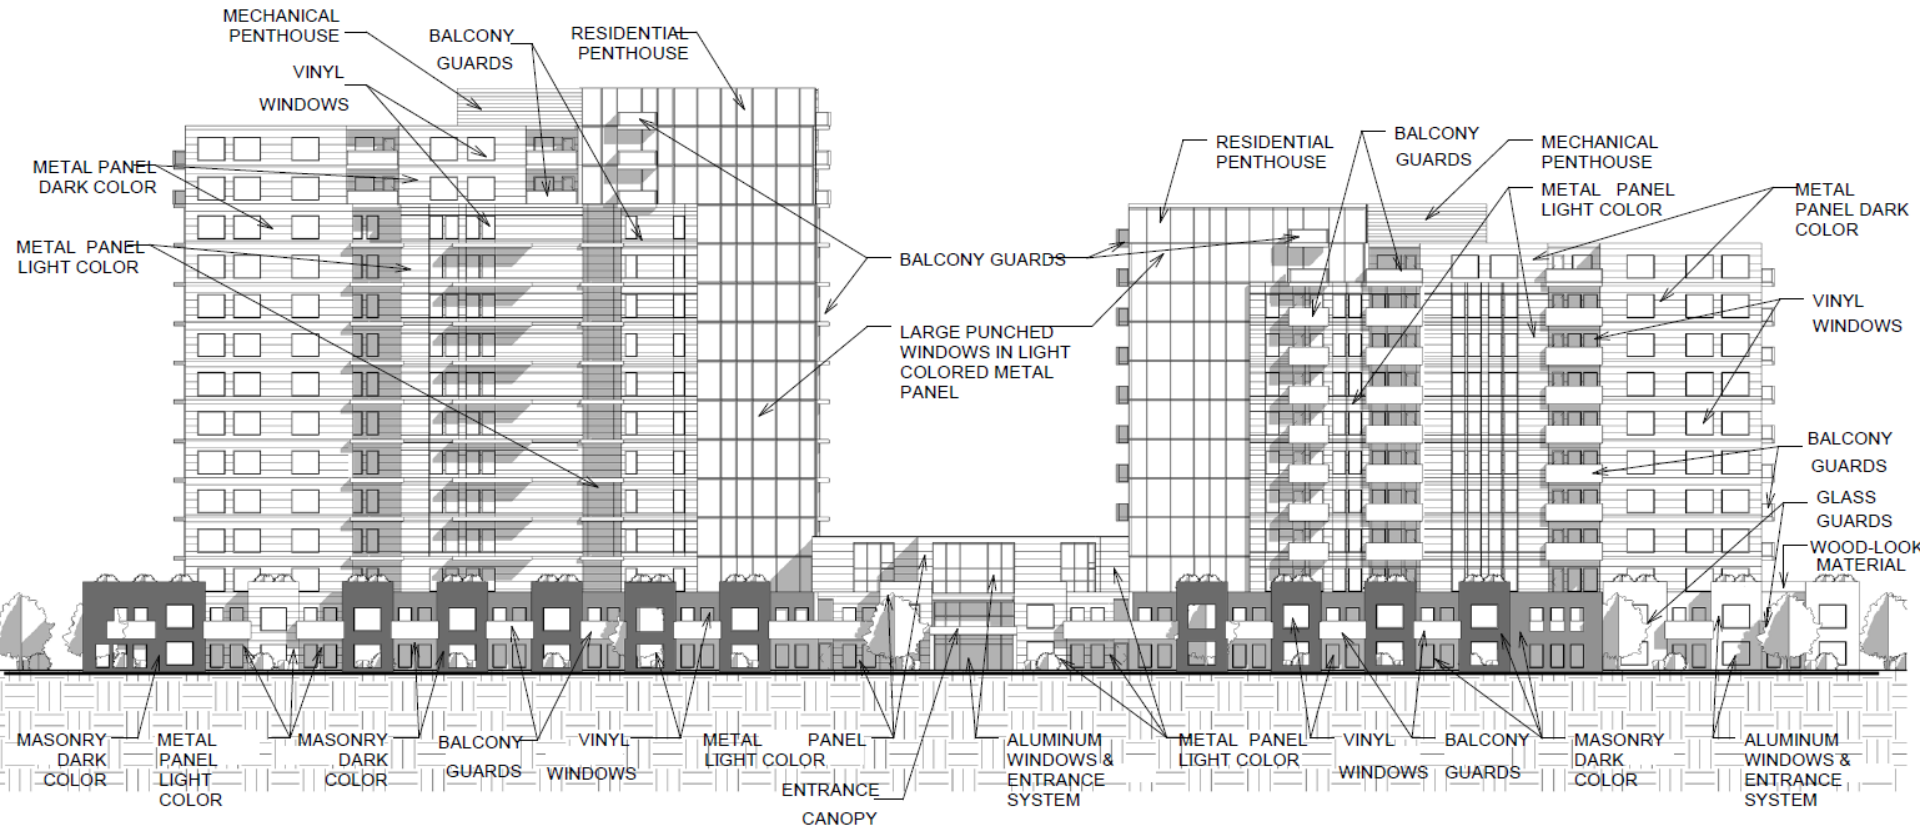 MECHANICAL
PENTHOUSE
BALCONY
GUARDS
RESIDENTIAL
PENTHOUSE
VINYL
WINDOWS
METAL PANEL
DARK COLOR
METAL PANEL
LIGHT COLOR
BALCONY GUARDS
LARGE PUNCHED
WINDOWS IN LIGHT
COLORED METAL
PANEL
RESIDENTIAL
PENTHOUSE
BALCONY
GUARDS
MECHANICAL
PENTHOUSE
METAL PANEL
LIGHT COLOR
METAL
PANEL DARK
COLOR
VINYL
WINDOWS
BALCONY
GUARDS
GLASS
GUARDS
WOOD-LOOK
MATERIAL
MASONRY
DARK
COLOR
METAL
PANEL
LIGHT
COLOR
MASONRY
DARK
COLOR
BALCONY
GUARDS
VINYL
WINDOWS
METAL PANEL
LIGHT COLOR
ENTRANCE
CANOPY
ALUMINUM
WINDOWS &
ENTRANCE
SYSTEM
METAL PANEL
LIGHT COLOR
VINYL
WINDOWS
BALCONY
GUARDS
MASONRY
DARK
COLOR
ALUMINUM
WINDOWS &
ENTRANCE
SYSTEM